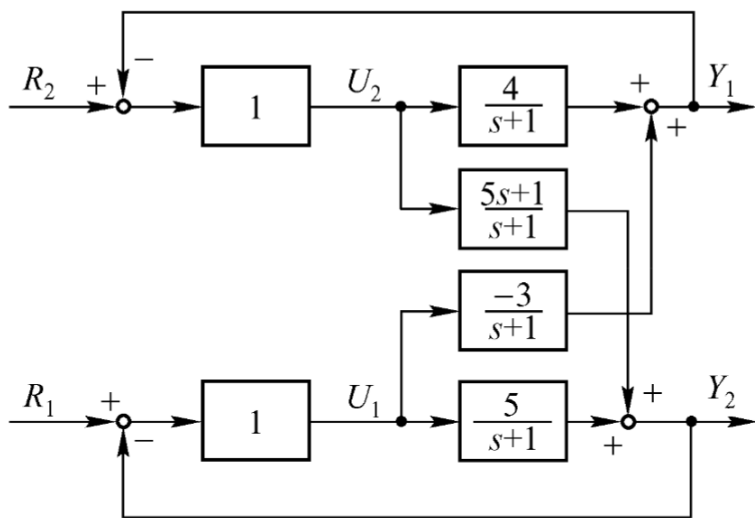 −
R₂ + 1 U₂ 4/(s+1) + Y₁
+
(5s+1)/(s+1)
−3/(s+1)
R₁ + 1 U₁ 5/(s+1) + Y₂
− +